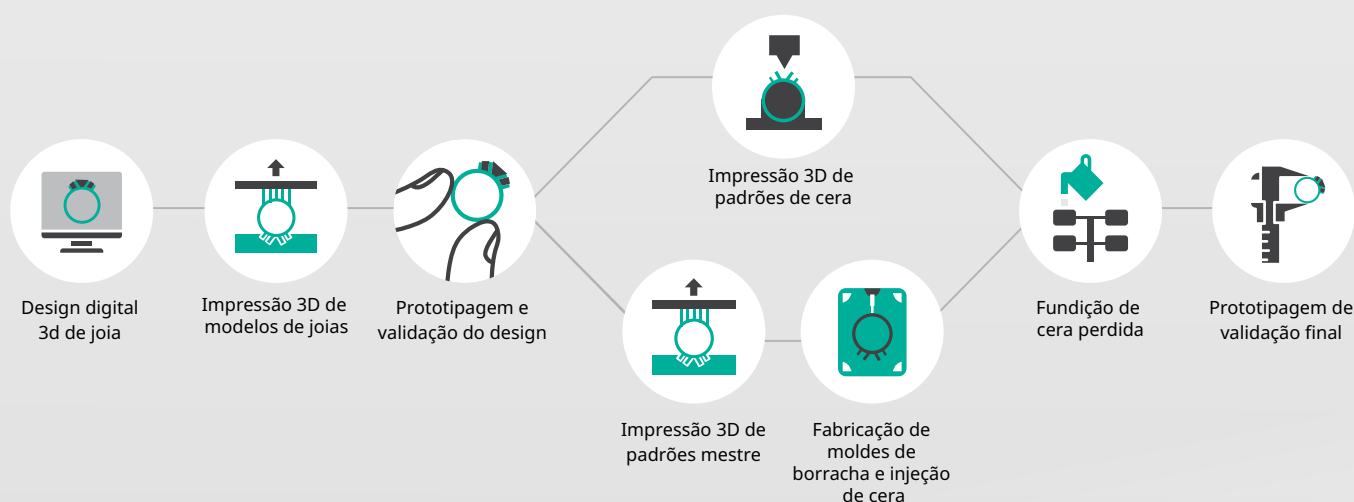 Design digital
3d de joia
Impressão 3D de
modelos de joias
Prototipagem e
validação do design
Impressão 3D de
padrões de cera
Impressão 3D de
padrões mestre
Fabricação de
moldes de
borracha e injeção
de cera
Fundição de
cera perdida
Prototipagem de
validação final